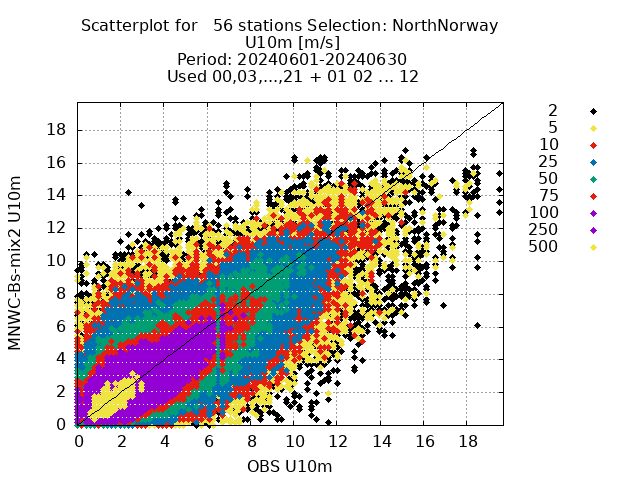 Scatterplot for   56 stations Selection: NorthNorway
U10m [m/s]
Period: 20240601-20240630
Used 00,03,...,21 + 01 02 ... 12
2
5
10
25
50
75
100
250
500
MNWC-Bs-mix2 U10m
18
16
14
12
10
8
6
4
2
0
0 2 4 6 8 10 12 14 16 18
OBS U10m